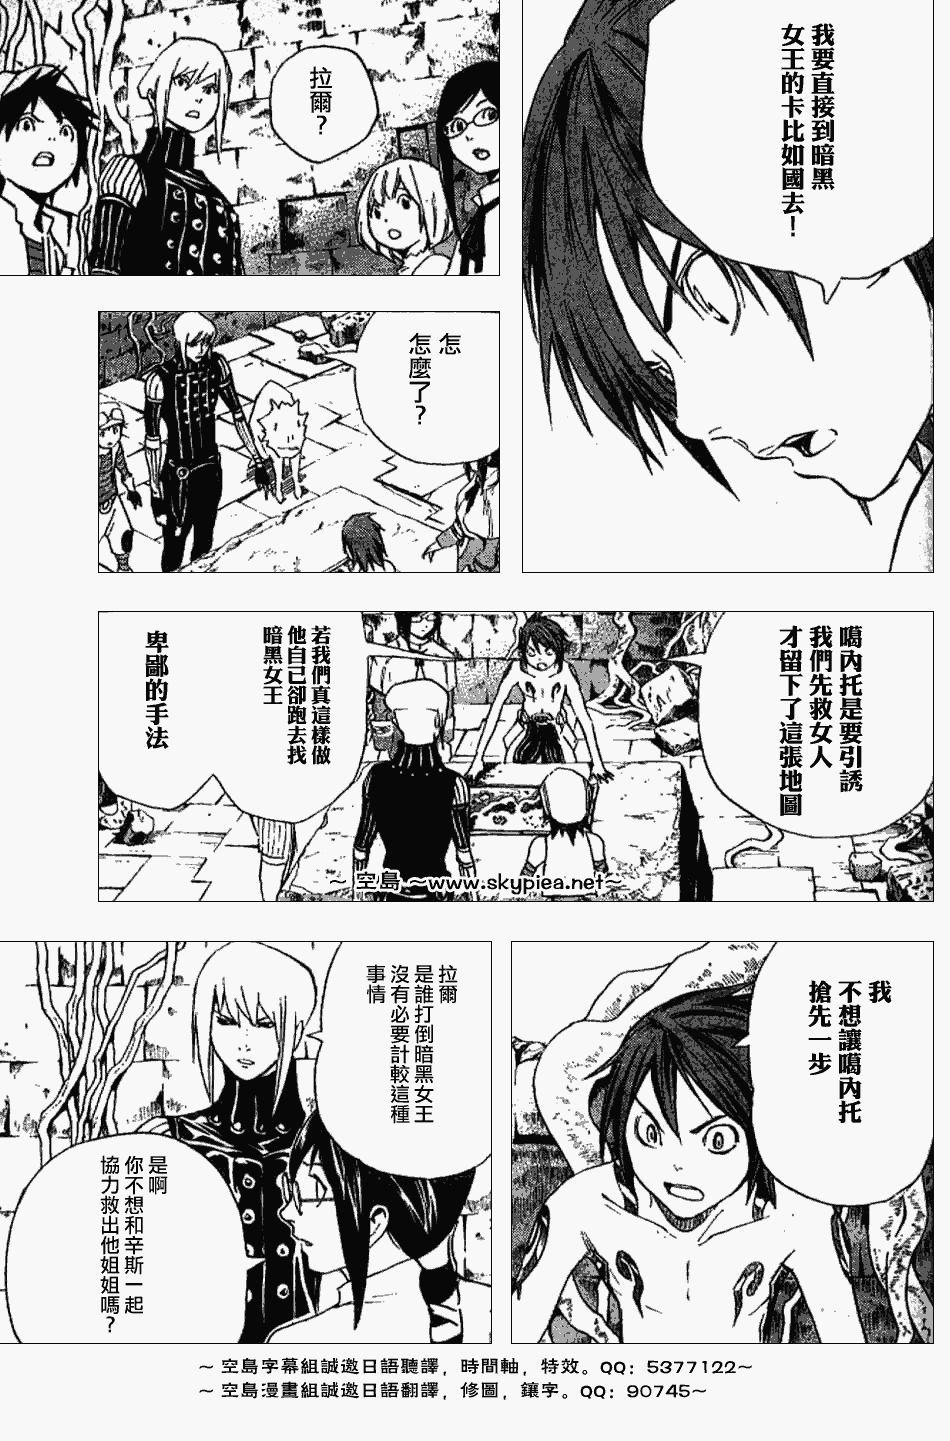 我要直接到暗黑
女王的卡比如國去！
拉爾？
怎
怎麼了？
噶內托是要引誘
我們先救女人
才留下了這張地圖
若我們真這樣做
他自己卻跑去找
暗黑女王
卑鄙的手法
～ 空島 ～www.skypiea.net～
我
不想讓噶內托
搶先一步
拉爾
是誰打倒暗黑女王
沒有必要計較這種
事情
是啊
你不想和辛斯一起
協力救出他姐姐嗎？
～ 空島字幕組誠邀日語聽譯，時間軸，特效。QQ：5377122～
～ 空島漫畫組誠邀日語翻譯，修圖，鑲字。QQ：90745～